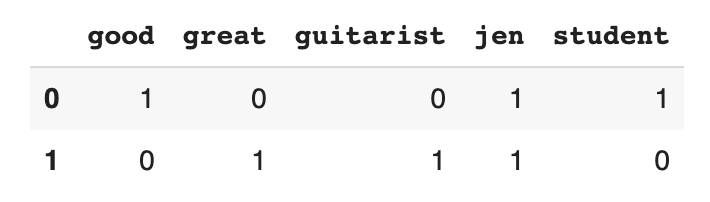 good great guitarist jen student
0 1 0 0 1 1
1 0 1 1 1 0